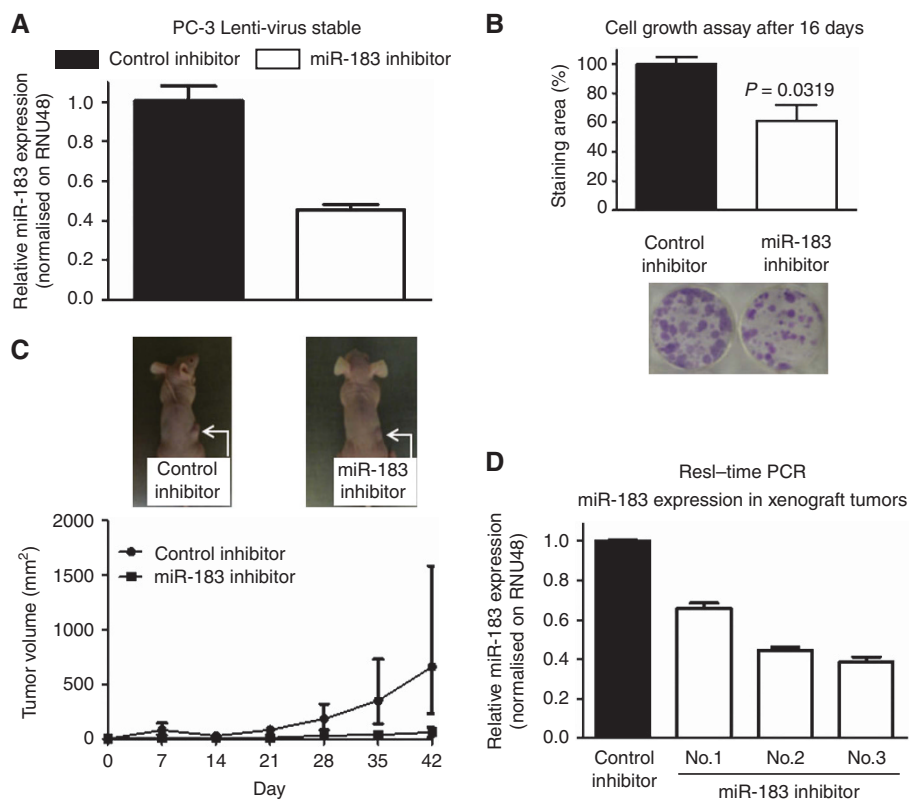 A
PC-3 Lenti-virus stable
Control inhibitor
miR-183 inhibitor
Relative miR-183 expression
(normalised on RNU48)
1.0
0.8
0.6
0.4
0.2
0.0
B
Cell growth assay after 16 days
Staining area (%)
100
80
60
40
20
0
P = 0.0319
Control
inhibitor
miR-183
inhibitor
C
Control
inhibitor
miR-183
inhibitor
Tumor volume (mm²)
2000
1500
1000
500
0
Control inhibitor
miR-183 inhibitor
0 7 14 21 28 35 42
Day
D
Resl–time PCR
miR-183 expression in xenograft tumors
Relative miR-183 expression
(normalised on RNU48)
1.0
0.8
0.6
0.4
0.2
0.0
Control
inhibitor
No.1 No.2 No.3
miR-183 inhibitor